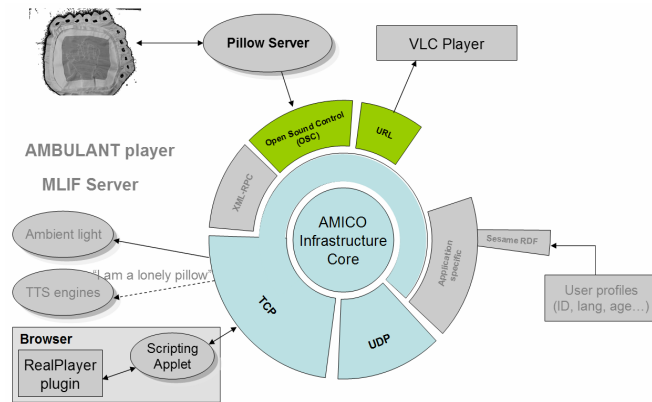 Pillow Server
VLC Player
Open Sound Control
(OSC)
URL
AMBULANT player
MLIF Server
XML-RPC
AMICO
Infrastructure
Core
Application
specific
Sesame RDF
Ambient light
"I am a lonely pillow"
TTS engines
User profiles
(ID, lang, age…)
TCP
UDP
Browser
RealPlayer
plugin
Scripting
Applet